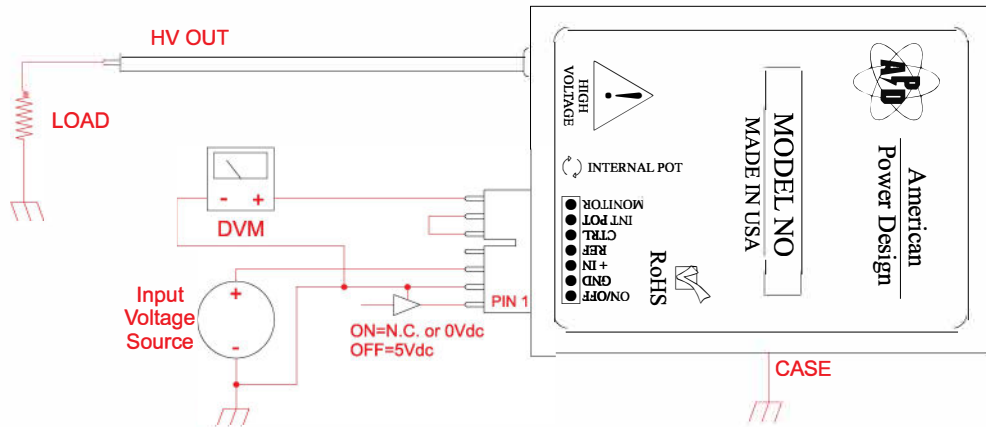 HV OUT
LOAD
- +
DVM
+
Input
Voltage
Source
-
ON=N.C. or 0Vdc
OFF=5Vdc
PIN 1
HIGH
VOLTAGE
!
INTERNAL POT
MONITOR
INT POT
CTRL
REF
+ IN
GND
ON/OFF
RoHS
MODEL NO
MADE IN USA
APD
American
Power Design
CASE